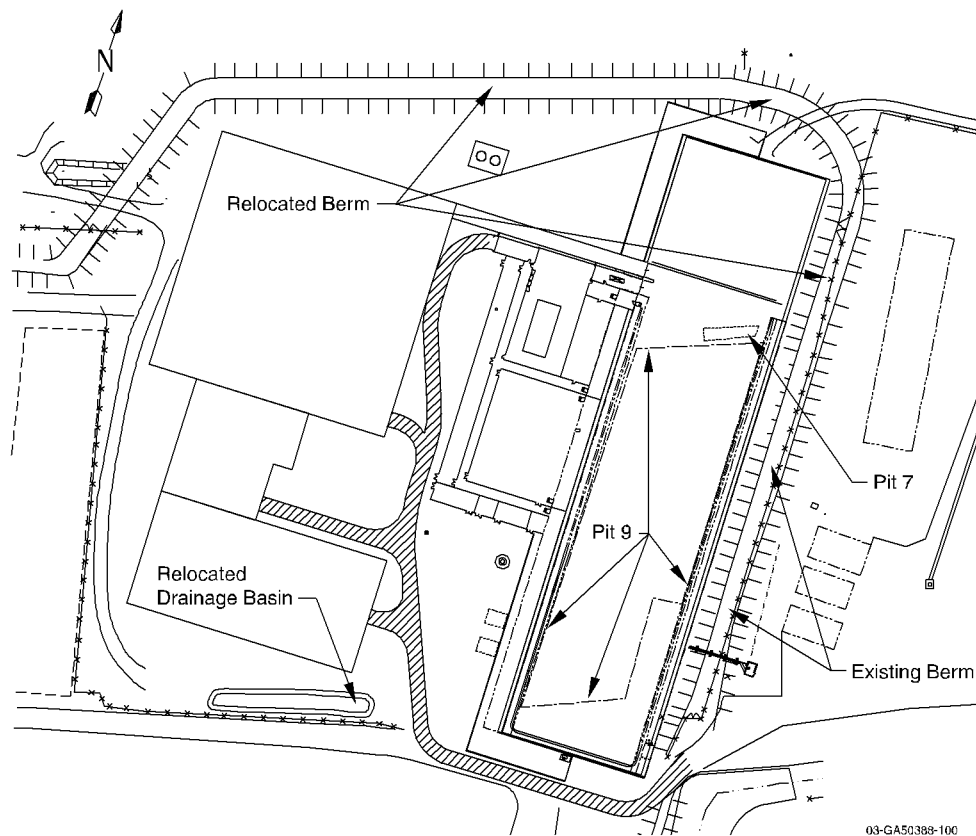 N
Relocated Berm
Pit 7
Pit 9
Relocated
Drainage Basin
Existing Berm
03-GA50388-100